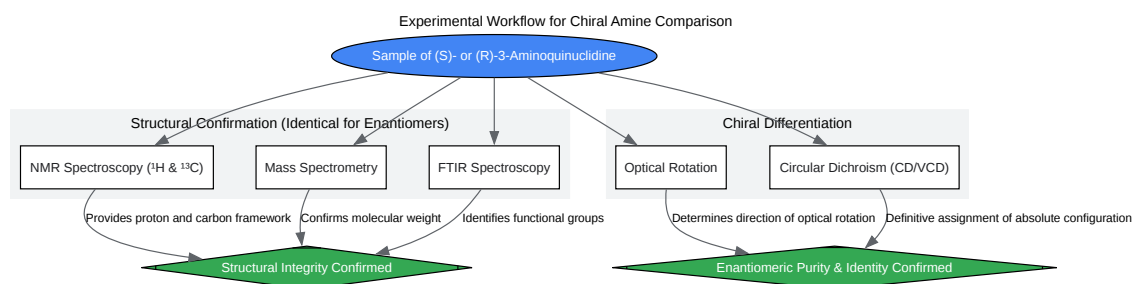 Experimental Workflow for Chiral Amine Comparison
Sample of (S)- or (R)-3-Aminoquinuclidine
Structural Confirmation (Identical for Enantiomers)
Chiral Differentiation
NMR Spectroscopy (¹H & ¹³C)
Mass Spectrometry
FTIR Spectroscopy
Optical Rotation
Circular Dichroism (CD/VCD)
Provides proton and carbon framework
Confirms molecular weight
Identifies functional groups
Determines direction of optical rotation
Definitive assignment of absolute configuration
Structural Integrity Confirmed
Enantiomeric Purity & Identity Confirmed